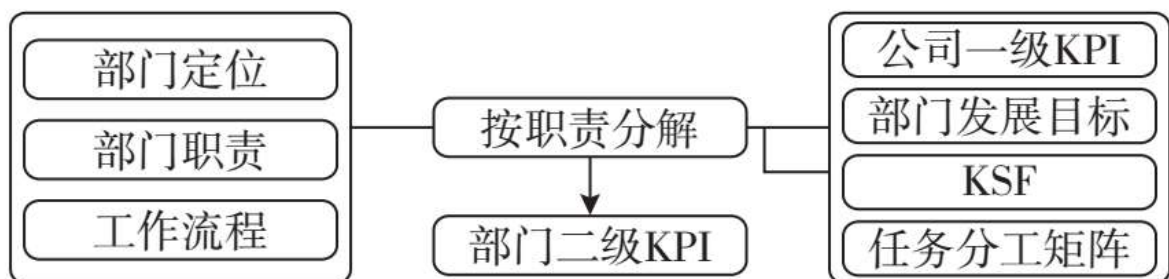 部门定位
部门职责
工作流程
按职责分解
部门二级KPI
公司一级KPI
部门发展目标
KSF
任务分工矩阵